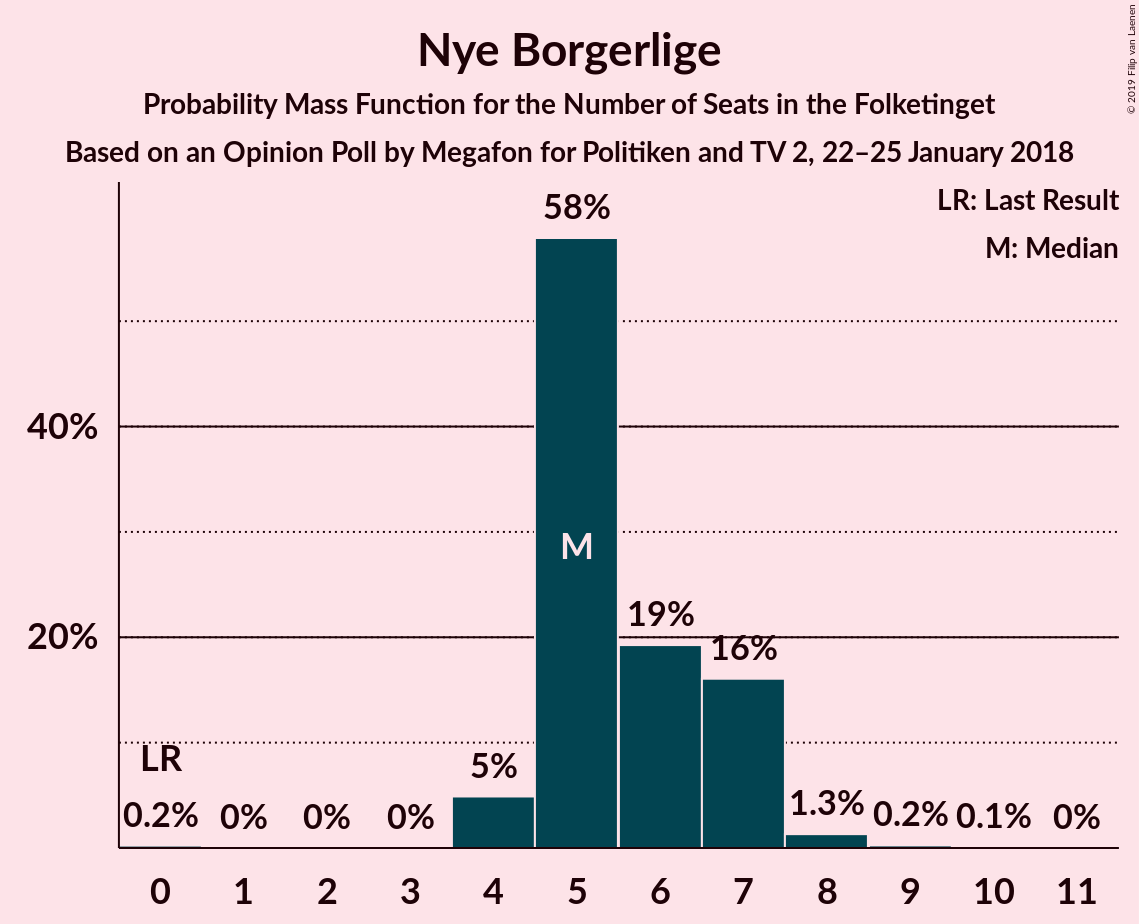 Nye Borgerlige
Probability Mass Function for the Number of Seats in the Folketinget
Based on an Opinion Poll by Megafon for Politiken and TV 2, 22–25 January 2018
© 2019 Filip van Laenen
LR: Last Result
M: Median
58%
40%
M
19%
20%
16%
LR
5%
0.2% 0% 0% 0% 1.3% 0.2% 0.1% 0%
0 1 2 3 4 5 6 7 8 9 10 11